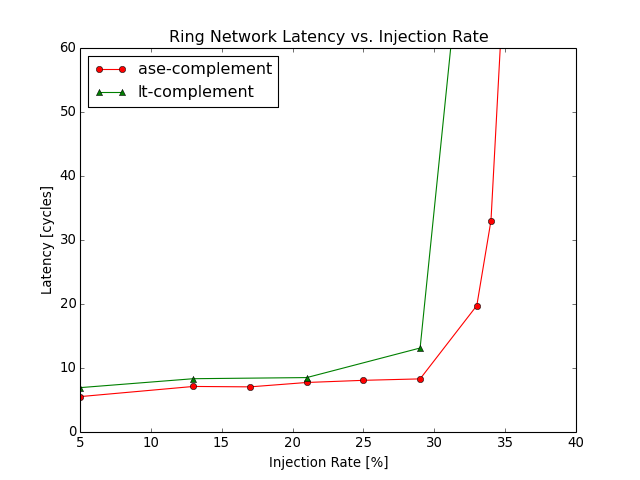 Ring Network Latency vs. Injection Rate
60
50
40
30
20
10
0
ase-complement
lt-complement
Latency [cycles]
5 10 15 20 25 30 35 40
Injection Rate [%]